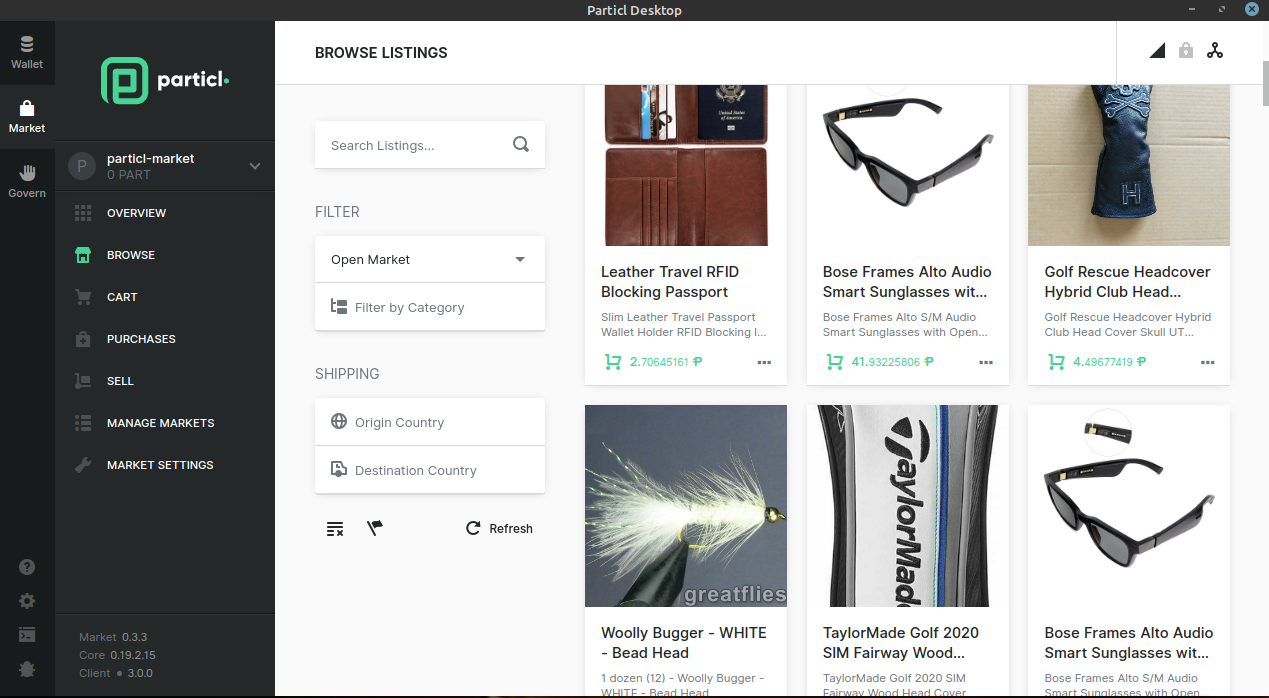 Particl Desktop
Wallet
Market
Govern
particl
P
particl-market
0 PART
OVERVIEW
BROWSE
CART
PURCHASES
SELL
MANAGE MARKETS
MARKET SETTINGS
Market 0.3.3
Core 0.19.2.15
Client • 3.0.0
BROWSE LISTINGS
Search Listings...
FILTER
Open Market
Filter by Category
SHIPPING
Origin Country
Destination Country
Refresh
United States
of America
Leather Travel RFID
Blocking Passport
Slim Leather Travel Passport
Wallet Holder RFID Blocking I...
2.70645161 ₱
Bose Frames Alto Audio
Smart Sunglasses wit...
Bose Frames Alto S/M Audio
Smart Sunglasses with Open...
41.93225806 ₱
H
Golf Rescue Headcover
Hybrid Club Head...
Golf Rescue Headcover Hybrid
Club Head Cover Skull UT...
4.49677419 ₱
greatflies
Woolly Bugger - WHITE
- Bead Head
1 dozen (12) - Woolly Bugger -
WHITE - Bead Head
TaylorMade
TaylorMade Golf 2020
SIM Fairway Wood...
TaylorMade Golf 2020 SIM
Fairway Wood Head Cover
Bose Frames Alto Audio
Smart Sunglasses wit...
Bose Frames Alto S/M Audio
Smart Sunglasses with Open